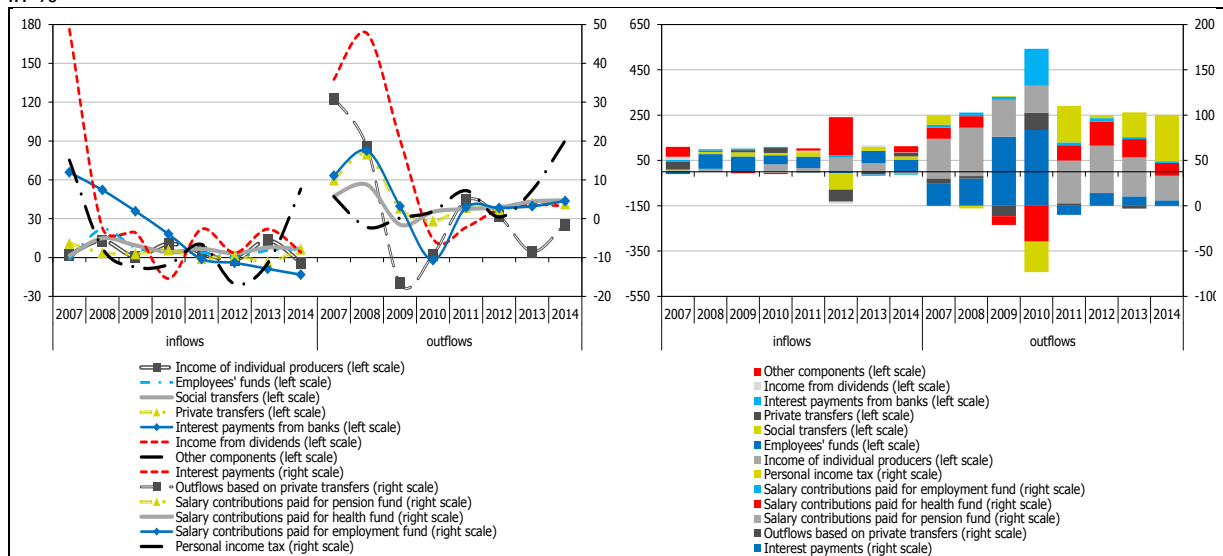 180
150
120
90
60
30
0
-30
50
40
30
20
10
0
-10
-20
2007 2008 2009 2010 2011 2012 2013 2014 2007 2008 2009 2010 2011 2012 2013 2014
inflows outflows
Income of individual producers (left scale)
Employees' funds (left scale)
Social transfers (left scale)
Private transfers (left scale)
Interest payments from banks (left scale)
Income from dividends (left scale)
Other components (left scale)
Interest payments (right scale)
Outflows based on private transfers (right scale)
Salary contributions paid for pension fund (right scale)
Salary contributions paid for health fund (right scale)
Salary contributions paid for employment fund (right scale)
Personal income tax (right scale)
650
450
250
50
-150
-350
-550
200
150
100
50
0
-50
-100
2007 2008 2009 2010 2011 2012 2013 2014 2007 2008 2009 2010 2011 2012 2013 2014
inflows outflows
Other components (left scale)
Income from dividends (left scale)
Interest payments from banks (left scale)
Private transfers (left scale)
Social transfers (left scale)
Employees' funds (left scale)
Income of individual producers (left scale)
Personal income tax (right scale)
Salary contributions paid for employment fund (right scale)
Salary contributions paid for health fund (right scale)
Salary contributions paid for pension fund (right scale)
Outflows based on private transfers (right scale)
Interest payments (right scale)